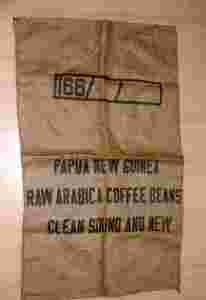 166/ /
PAPUA NEW GUINEA
RAW ARABICA COFFEE BEANS
CLEAN SOUND AND NEW